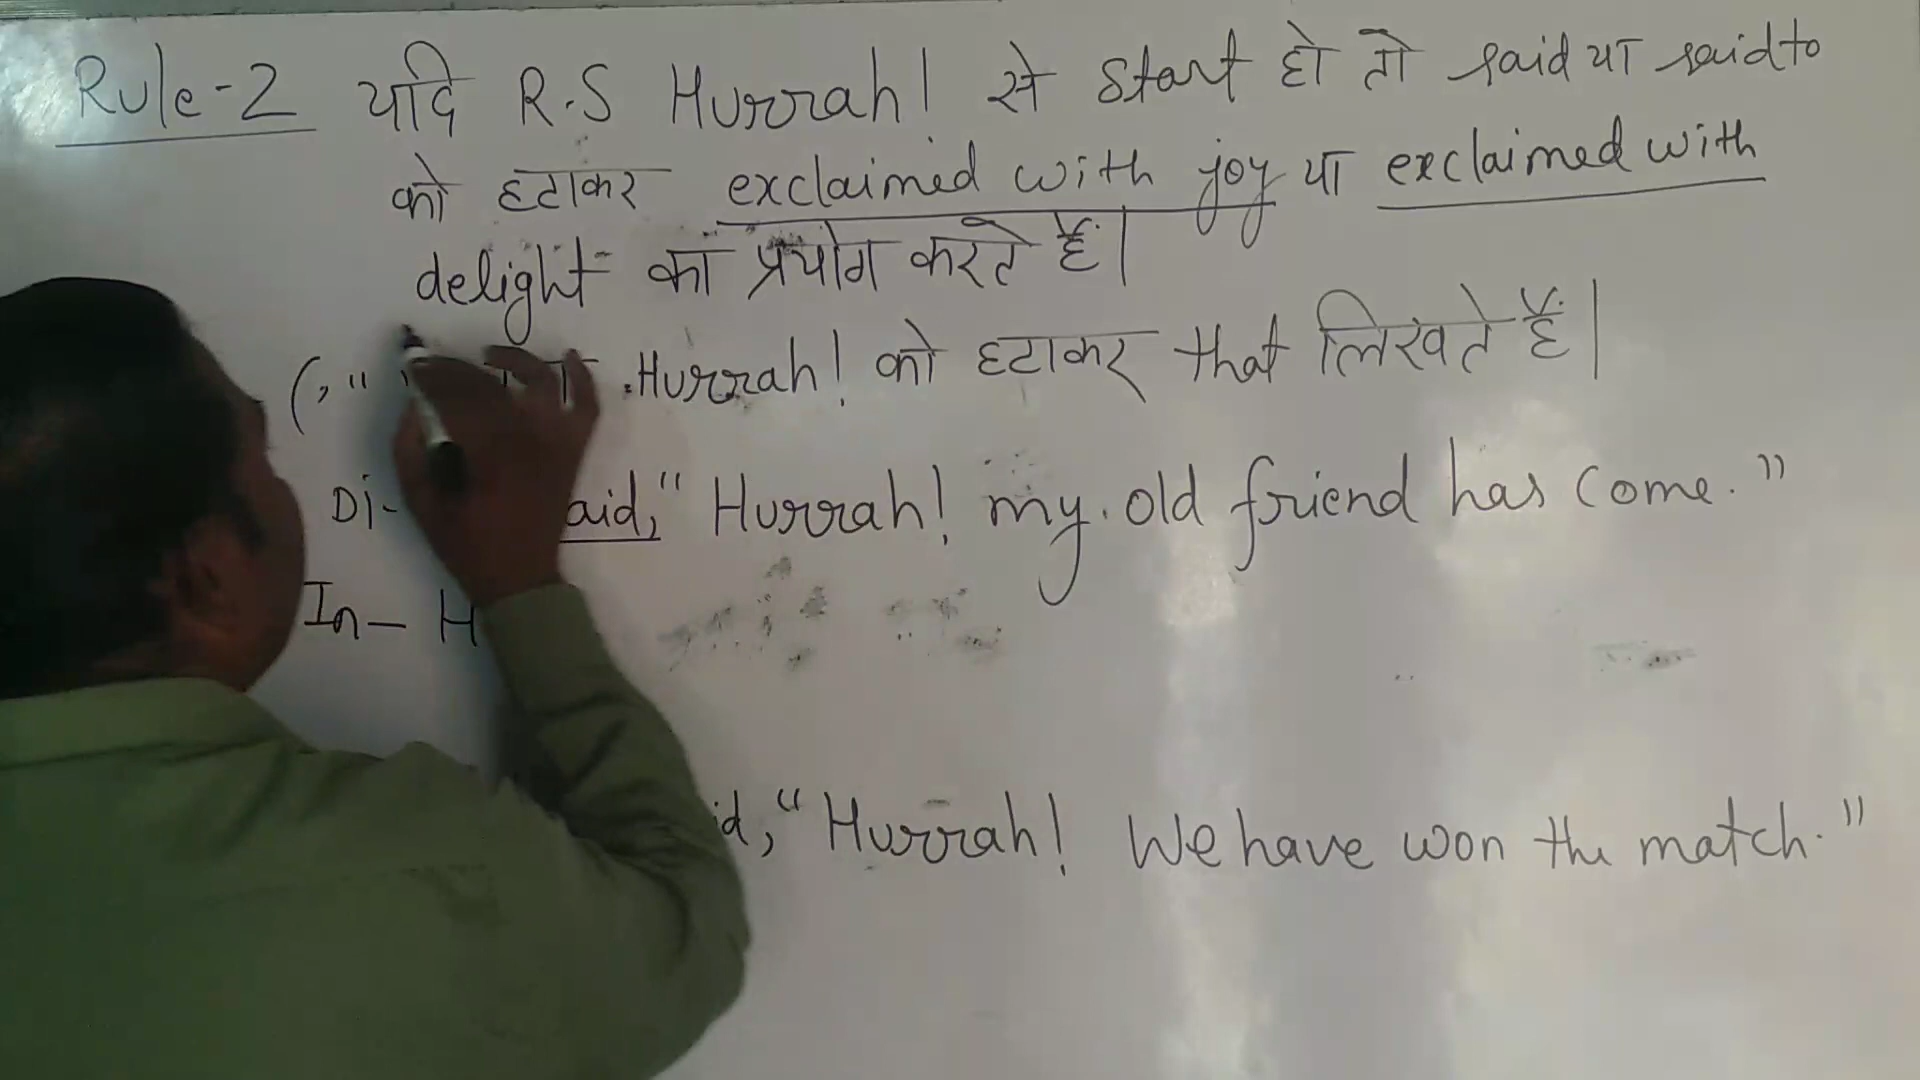 Rule-2 यदि R.S Hurrah! से start हो तो said या said to
को हटाकर exclaimed with joy या exclaimed with
delight का प्रयोग करते हैं।
(," Hurrah! को हटाकर that लिखते हैं।
Di- aid," Hurrah! my old friend has come."
In- H
id, "Hurrah! We have won the match."